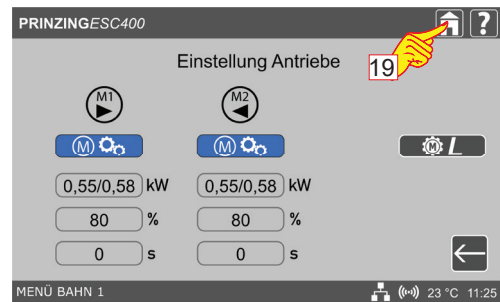 PRINZINGESC400
?
19
Einstellung Antriebe
M1 M2
M M
M L
0,55/0,58 kW 0,55/0,58 kW
80 % 80 %
0 s 0 s
MENÜ BAHN 1 23 °C 11:25